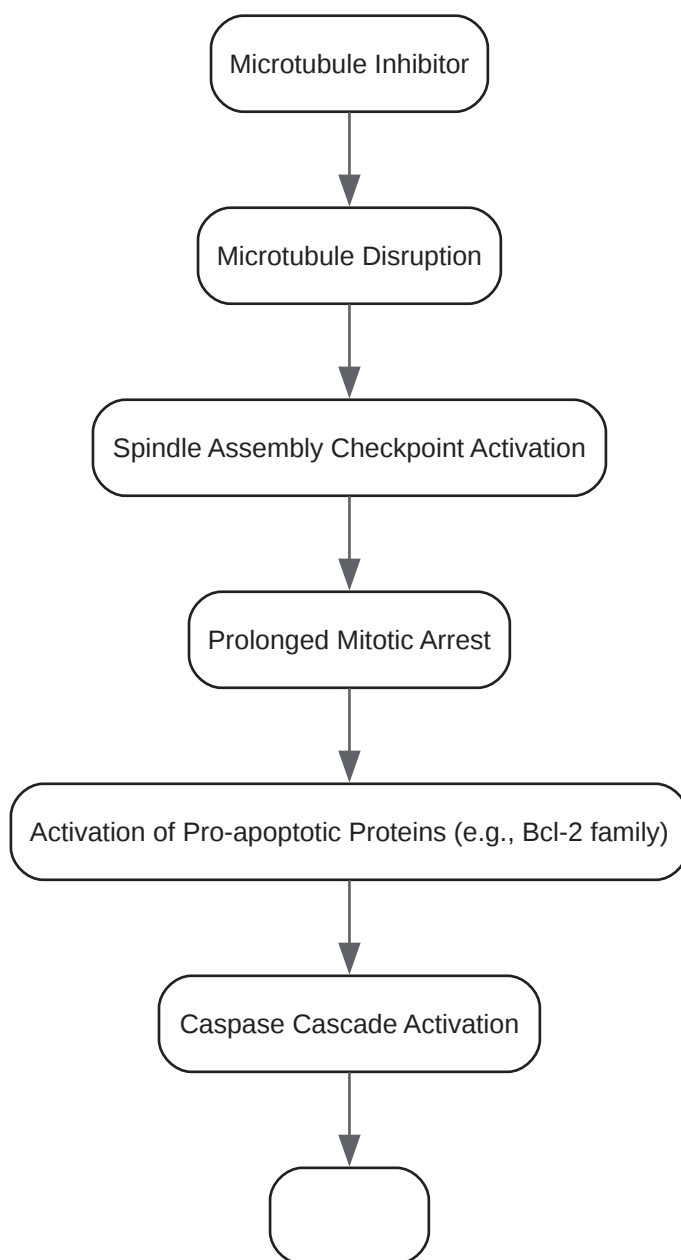 Microtubule Inhibitor
Microtubule Disruption
Spindle Assembly Checkpoint Activation
Prolonged Mitotic Arrest
Activation of Pro-apoptotic Proteins (e.g., Bcl-2 family)
Caspase Cascade Activation